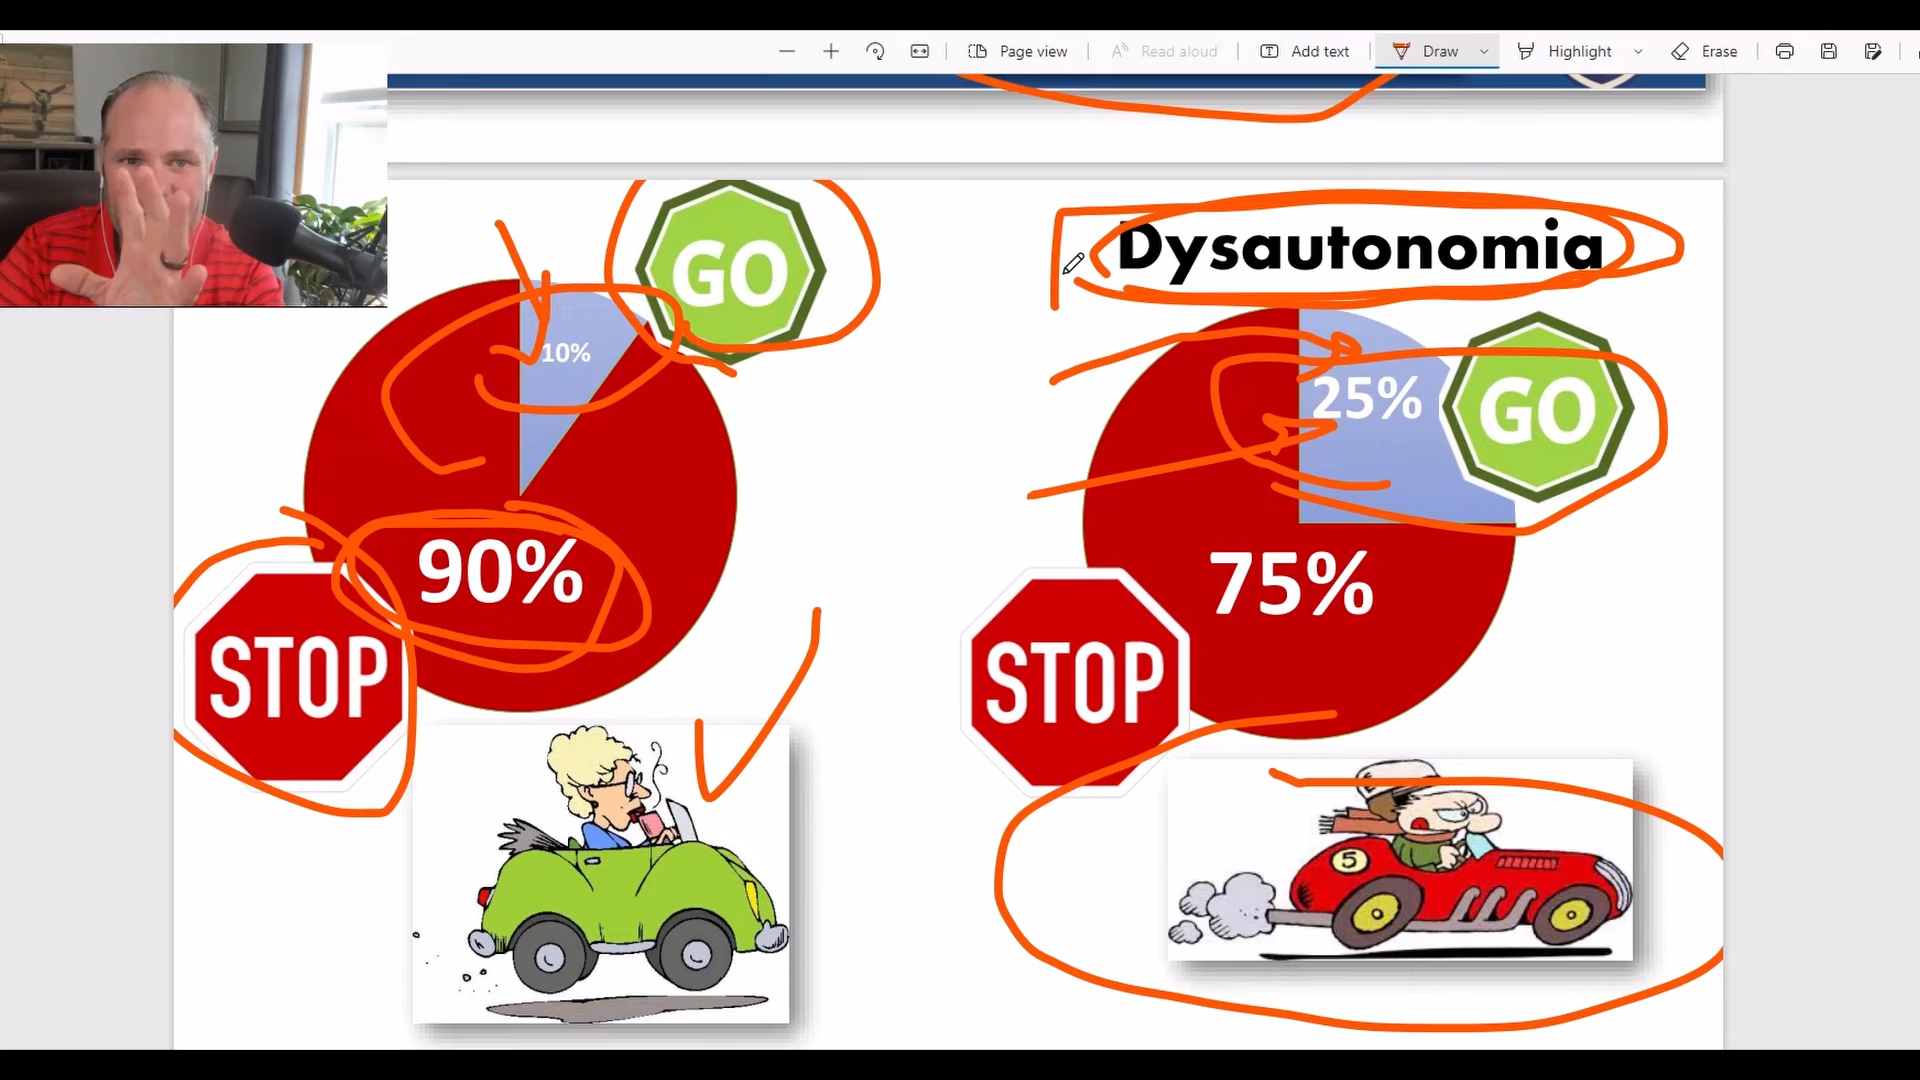 Page view
Read aloud
Add text
Draw
Highlight
Erase
GO
10%
90%
STOP
Dysautonomia
25%
GO
75%
STOP
5